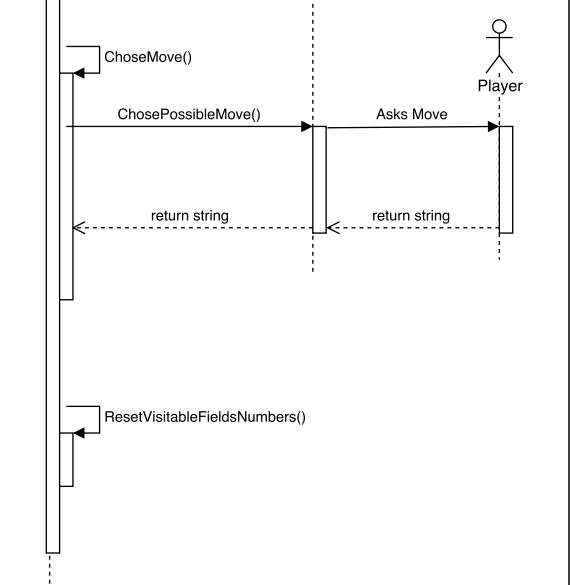 ChoseMove()
Player
ChosePossibleMove()
Asks Move
return string
return string
ResetVisitableFieldsNumbers()